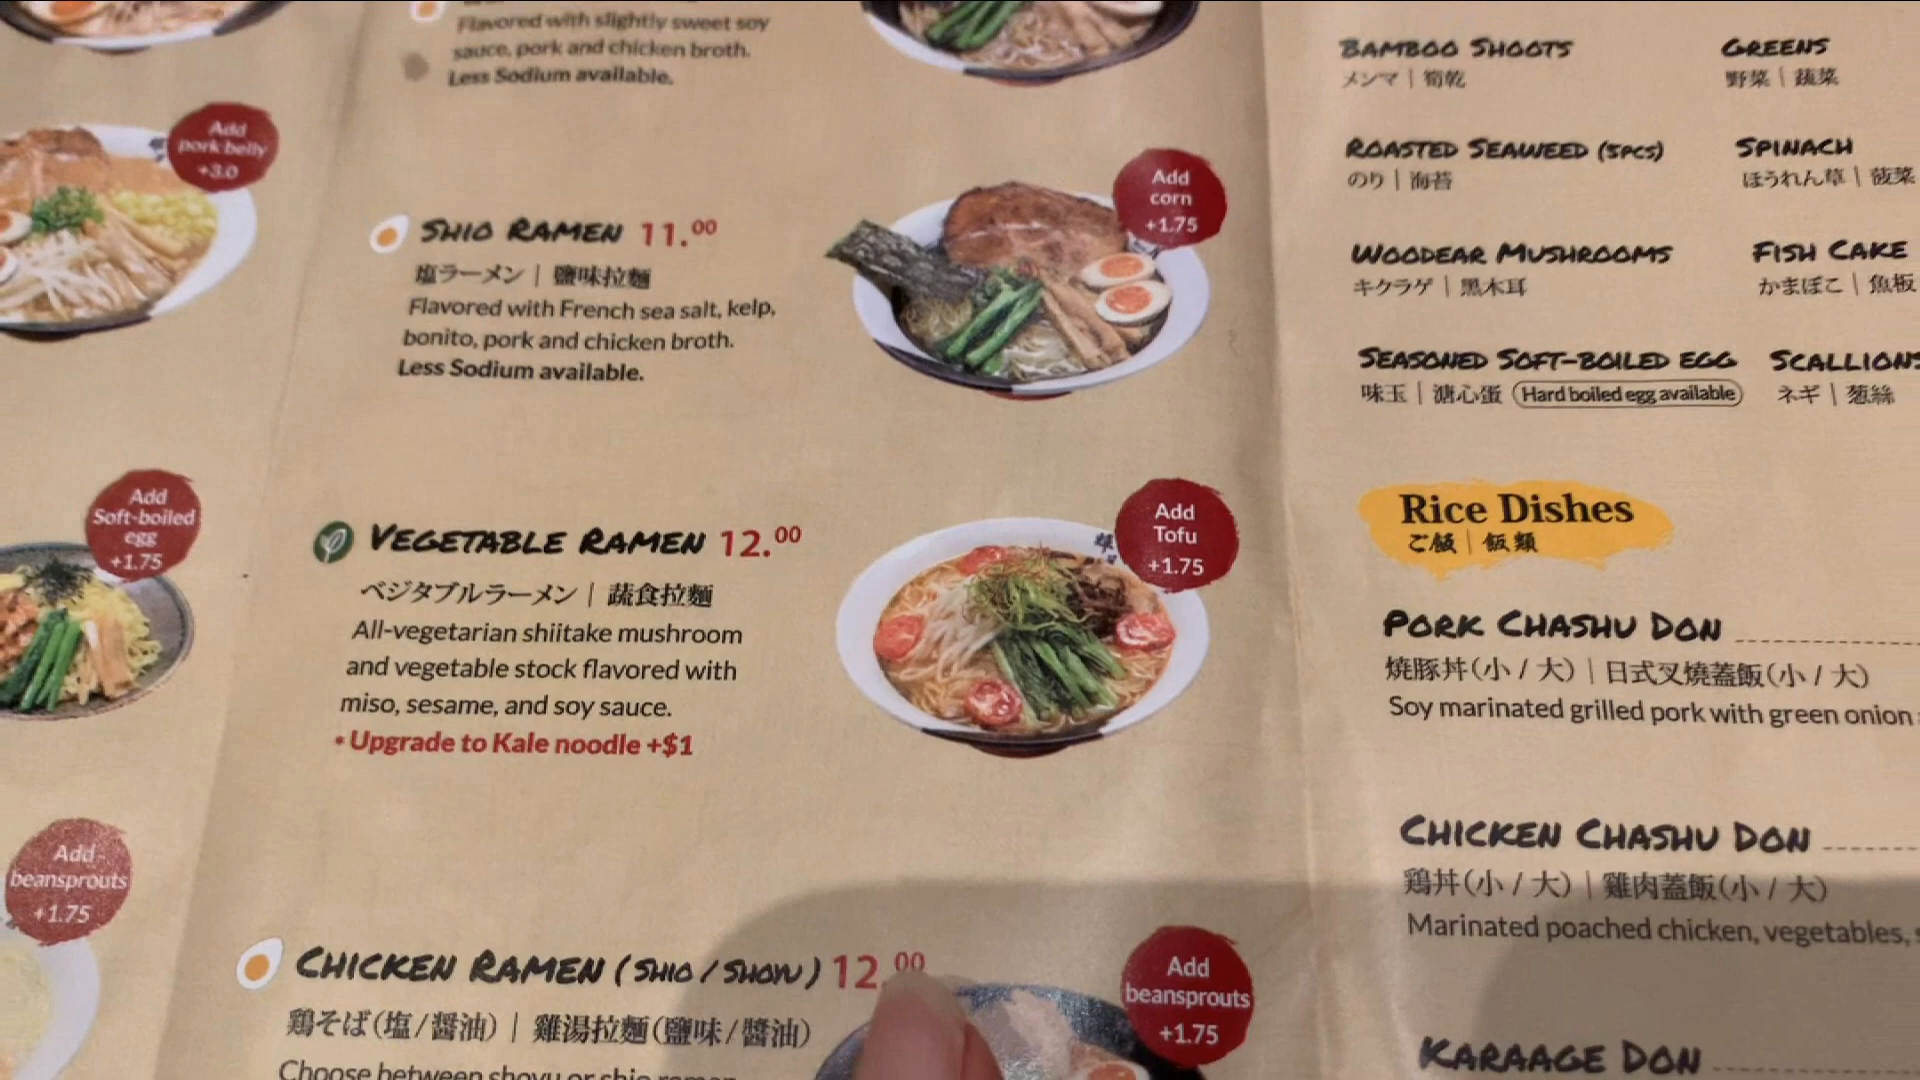 Flavored with slightly sweet soy
sauce, pork and chicken broth.
Less Sodium available.
Add
pork belly
+3.0
SHIO RAMEN 11.00
塩ラーメン | 鹽味拉麵
Flavored with French sea salt, kelp,
bonito, pork and chicken broth.
Less Sodium available.
Add
corn
+1.75
Add
Soft-boiled
egg
+1.75
VEGETABLE RAMEN 12.00
ベジタブルラーメン | 蔬食拉麵
All-vegetarian shiitake mushroom
and vegetable stock flavored with
miso, sesame, and soy sauce.
• Upgrade to Kale noodle +$1
Add
Tofu
+1.75
Add
beansprouts
+1.75
CHICKEN RAMEN (SHIO / SHOYU) 12.00
鶏そば(塩/醤油) | 雞湯拉麵(鹽味/醬油)
Choose between shoyu or shio ramen
Add
beansprouts
+1.75
BAMBOO SHOOTS
メンマ | 筍乾
GREENS
野菜 | 蔬菜
ROASTED SEAWEED (5PCS)
のり | 海苔
SPINACH
ほうれん草 | 菠菜
WOODEAR MUSHROOMS
キクラゲ | 黑木耳
FISH CAKE
かまぼこ | 魚板
SEASONED SOFT-BOILED EGG
味玉 | 溏心蛋 Hard boiled egg available
SCALLIONS
ネギ | 葱絲
Rice Dishes
ご飯 | 飯類
PORK CHASHU DON
焼豚丼(小 / 大) | 日式叉燒蓋飯(小 / 大)
Soy marinated grilled pork with green onion
CHICKEN CHASHU DON
鶏丼(小 / 大) | 雞肉蓋飯(小 / 大)
Marinated poached chicken, vegetables,
KARAAGE DON